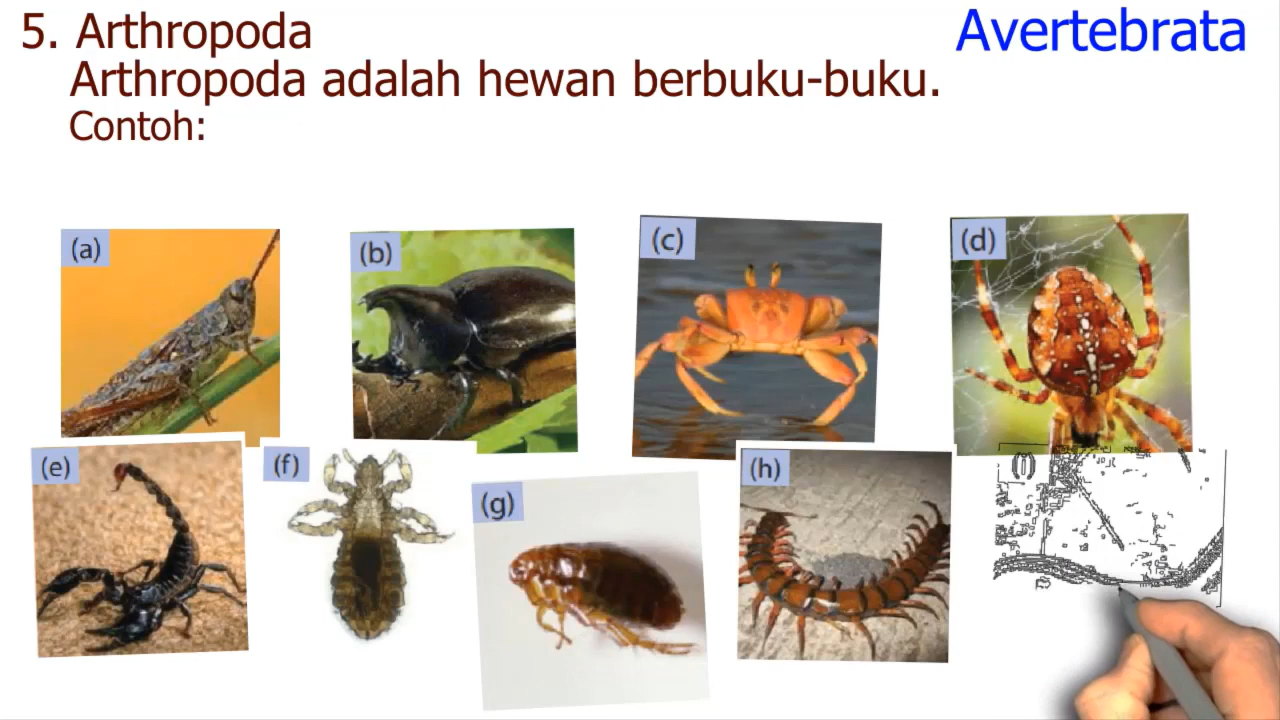 5. Arthropoda
Avertebrata
Arthropoda adalah hewan berbuku-buku.
Contoh:
(a)
(b)
(c)
(d)
(e)
(f)
(g)
(h)